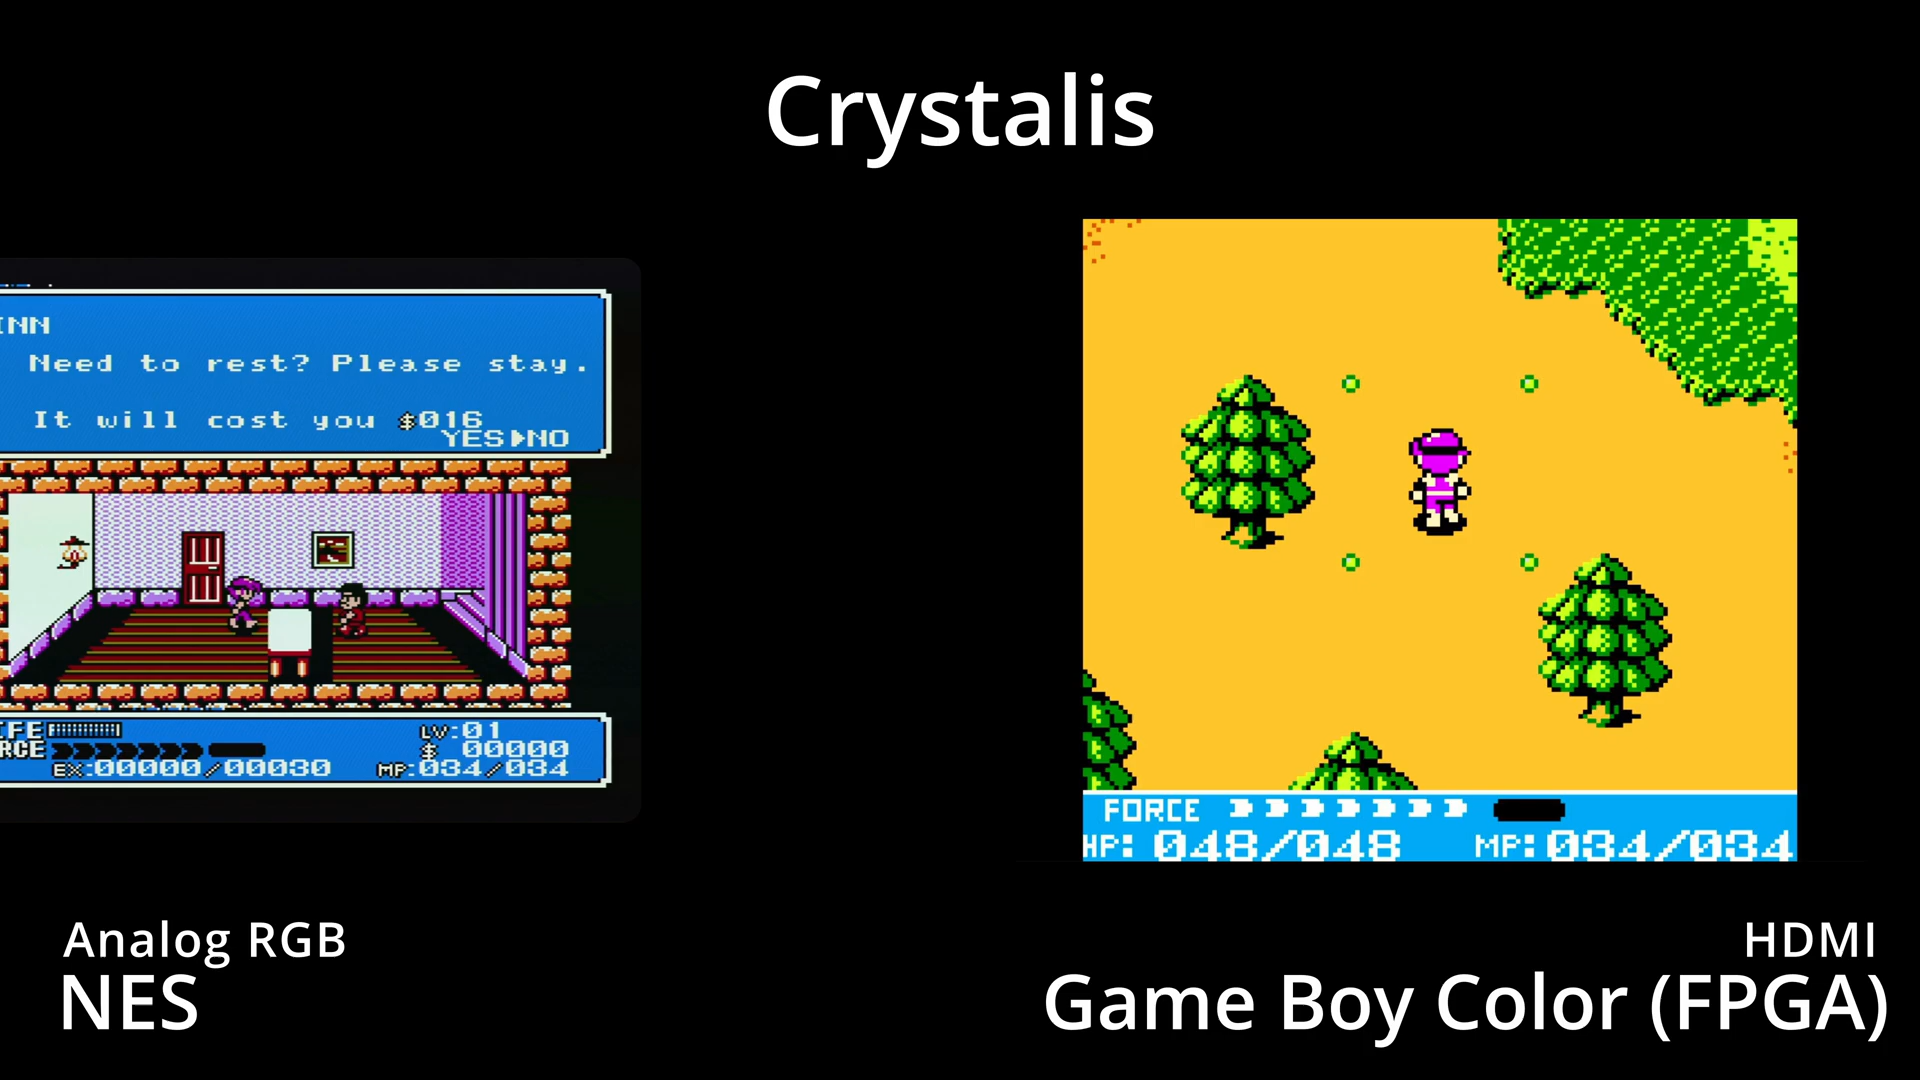 Crystalis
INN
Need to rest? Please stay.
It will cost you $016
YES▶NO
IFE
LV:01
RCE
$ 00000
EX:00000/00030 MP:034/034
FORCE
HP: 048/048 MP:034/034
Analog RGB
NES
HDMI
Game Boy Color (FPGA)